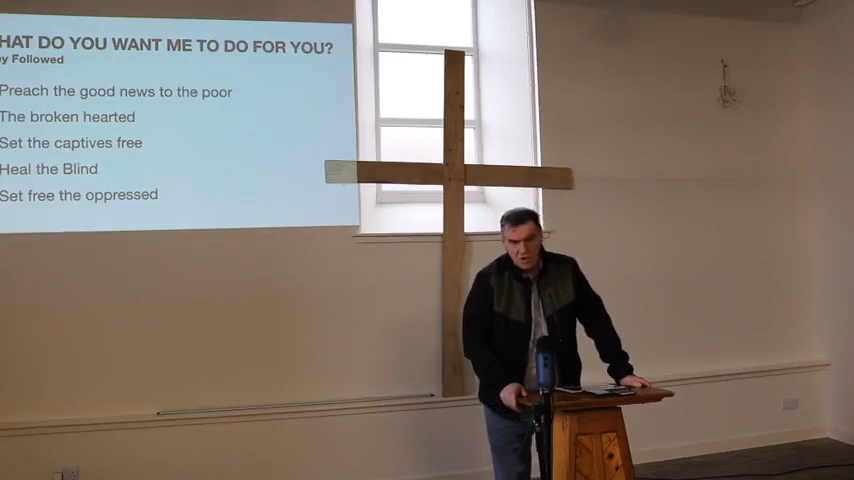 HAT DO YOU WANT ME TO DO FOR YOU?
y Followed
Preach the good news to the poor
The broken hearted
Set the captives free
Heal the Blind
Set free the oppressed